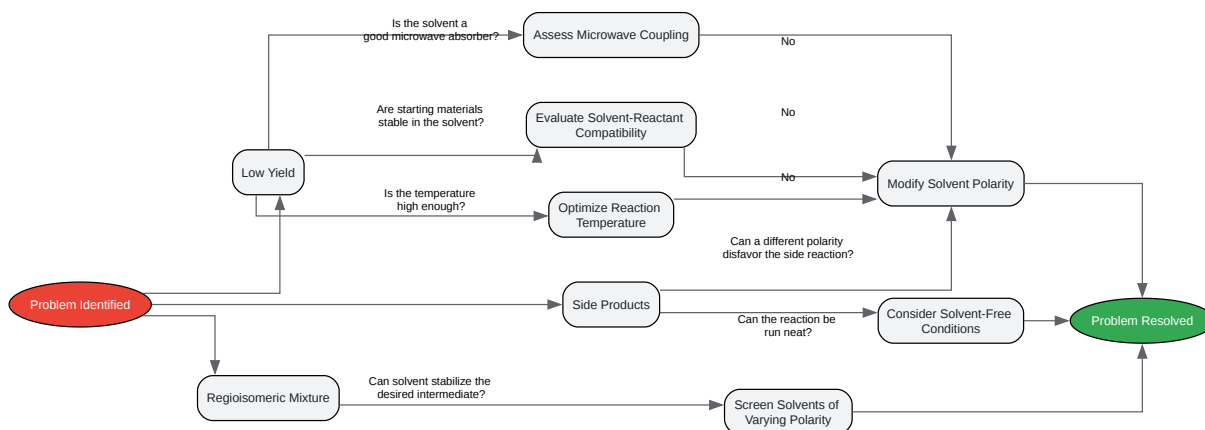 Is the solvent a
good microwave absorber?
Assess Microwave Coupling
No
Are starting materials
stable in the solvent?
Evaluate Solvent-Reactant
Compatibility
No
Low Yield
No
Modify Solvent Polarity
Is the temperature
high enough?
Optimize Reaction
Temperature
Can a different polarity
disfavor the side reaction?
Problem Identified
Side Products
Can the reaction be
run neat?
Consider Solvent-Free
Conditions
Problem Resolved
Regioisomeric Mixture
Can solvent stabilize the
desired intermediate?
Screen Solvents of
Varying Polarity